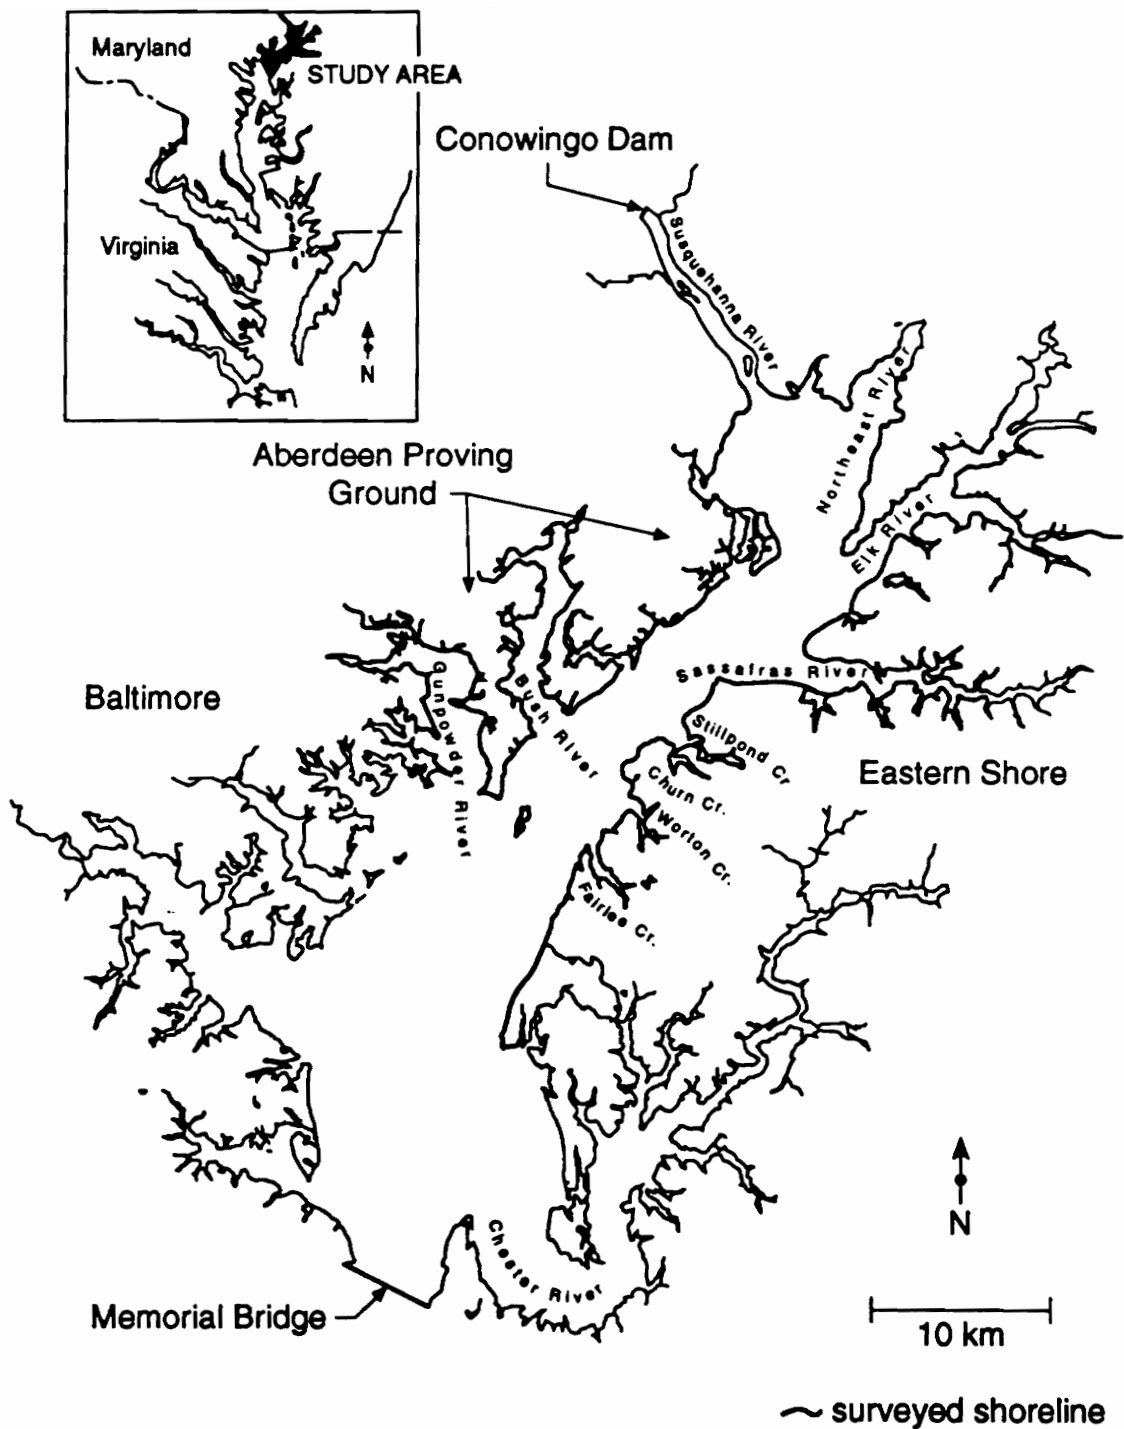 Maryland
STUDY AREA
Virginia
N
Conowingo Dam
Susquehanna River
Northeast River
Elk River
Aberdeen Proving
Ground
Sassafras River
Baltimore
Gunpowder River
Bush River
Stillpond Cr
Churn Cr.
Worton Cr.
Eastern Shore
Fairlee Cr.
N
Chester River
Memorial Bridge
10 km
surveyed shoreline